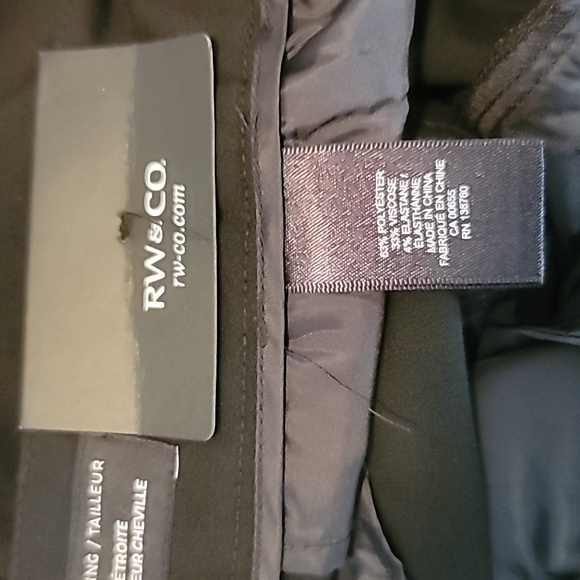 RW&CO.
rw-co.com
63% POLYESTER
33% VISCOSE
4% ELASTANE /
ÉLASTHANNE
MADE IN CHINA
FABRIQUÉ EN CHINE
CA 00655
RN 138760
ING / TAILLEUR
ÉTROITE
EUR CHEVILLE